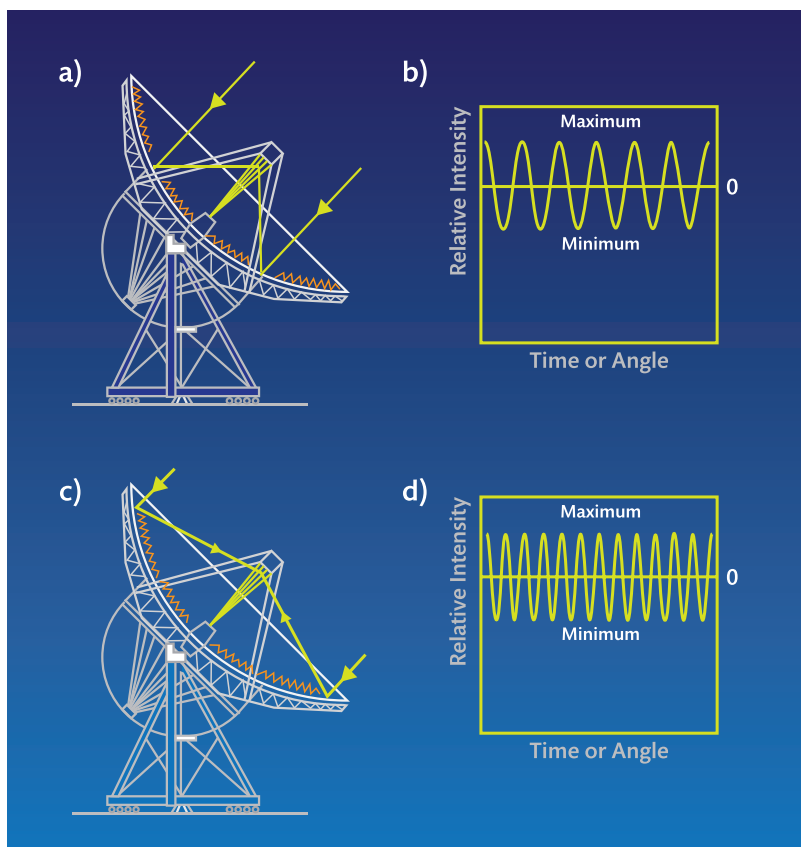 a)
b)
Relative Intensity
Maximum
0
Minimum
Time or Angle
c)
d)
Relative Intensity
Maximum
0
Minimum
Time or Angle